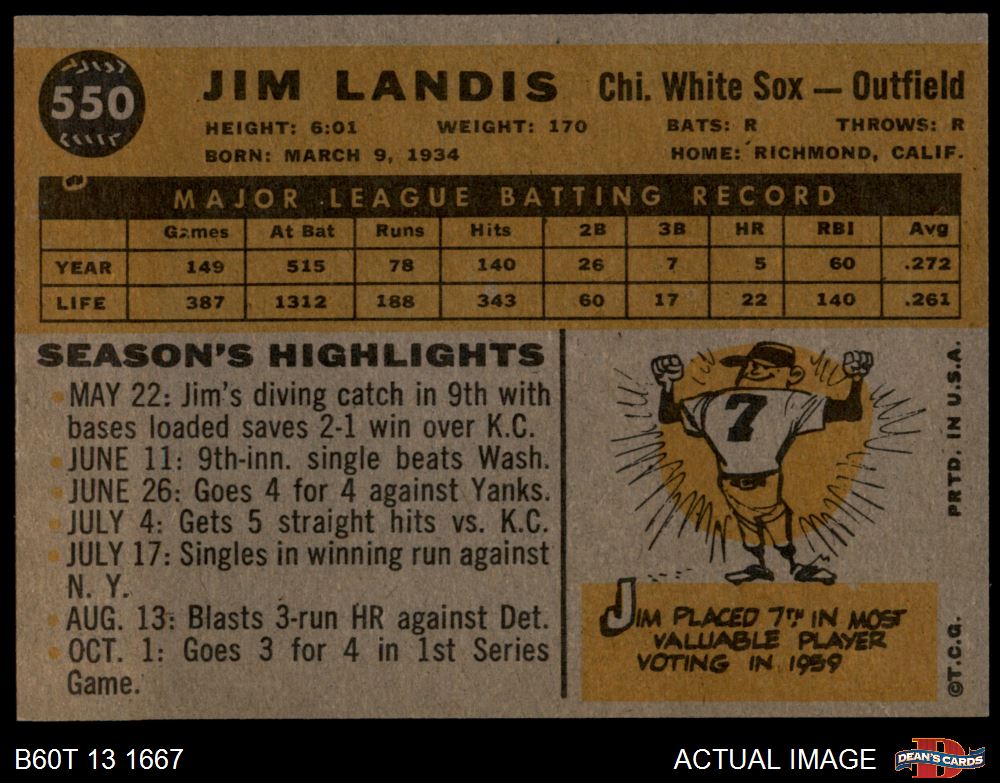 550
JIM LANDIS Chi. White Sox — Outfield
HEIGHT: 6:01 WEIGHT: 170 BATS: R THROWS: R
BORN: MARCH 9, 1934 HOME: RICHMOND, CALIF.
MAJOR LEAGUE BATTING RECORD
Games At Bat Runs Hits 2B 3B HR RBI Avg
YEAR 149 515 78 140 26 7 5 60 .272
LIFE 387 1312 188 343 60 17 22 140 .261
SEASON'S HIGHLIGHTS
MAY 22: Jim's diving catch in 9th with
bases loaded saves 2-1 win over K.C.
JUNE 11: 9th-inn. single beats Wash.
JUNE 26: Goes 4 for 4 against Yanks.
JULY 4: Gets 5 straight hits vs. K.C.
JULY 17: Singles in winning run against
N. Y.
AUG. 13: Blasts 3-run HR against Det.
OCT. 1: Goes 3 for 4 in 1st Series
Game.
7
JIM PLACED 7TH IN MOST
VALUABLE PLAYER
VOTING IN 1959
PRTD. IN U.S.A.
©T.C.G.
B60T 13 1667
ACTUAL IMAGE
D
DEAN'S CARDS